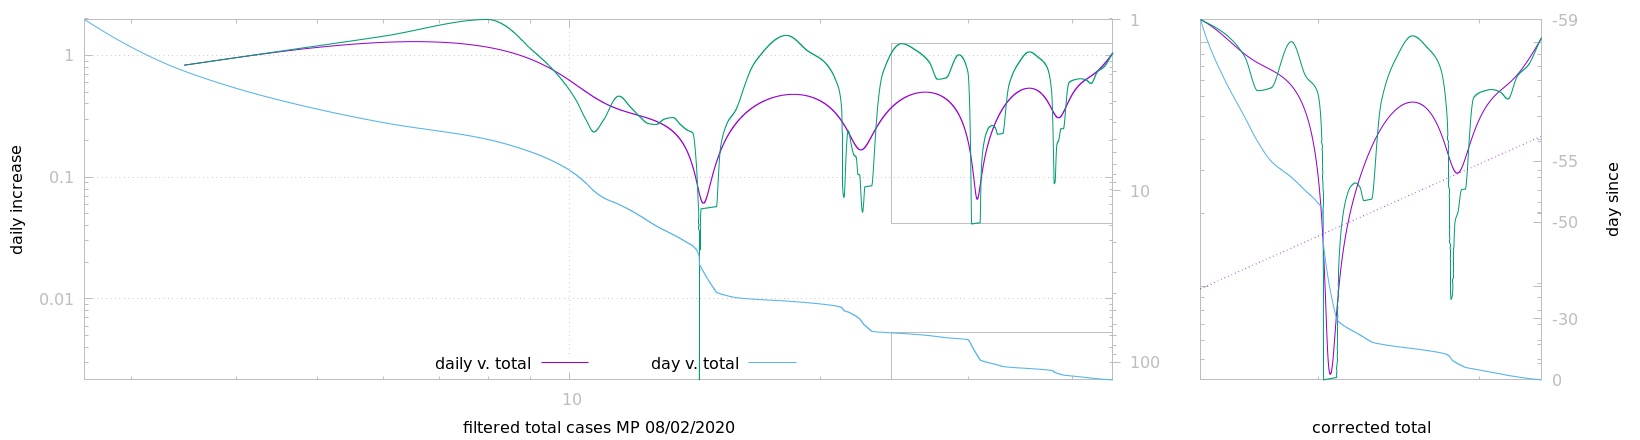 1
0.1
0.01
daily increase
10
filtered total cases MP 08/02/2020
daily v. total
day v. total
1
10
100
-59
-55
-50
-30
0
day since
corrected total